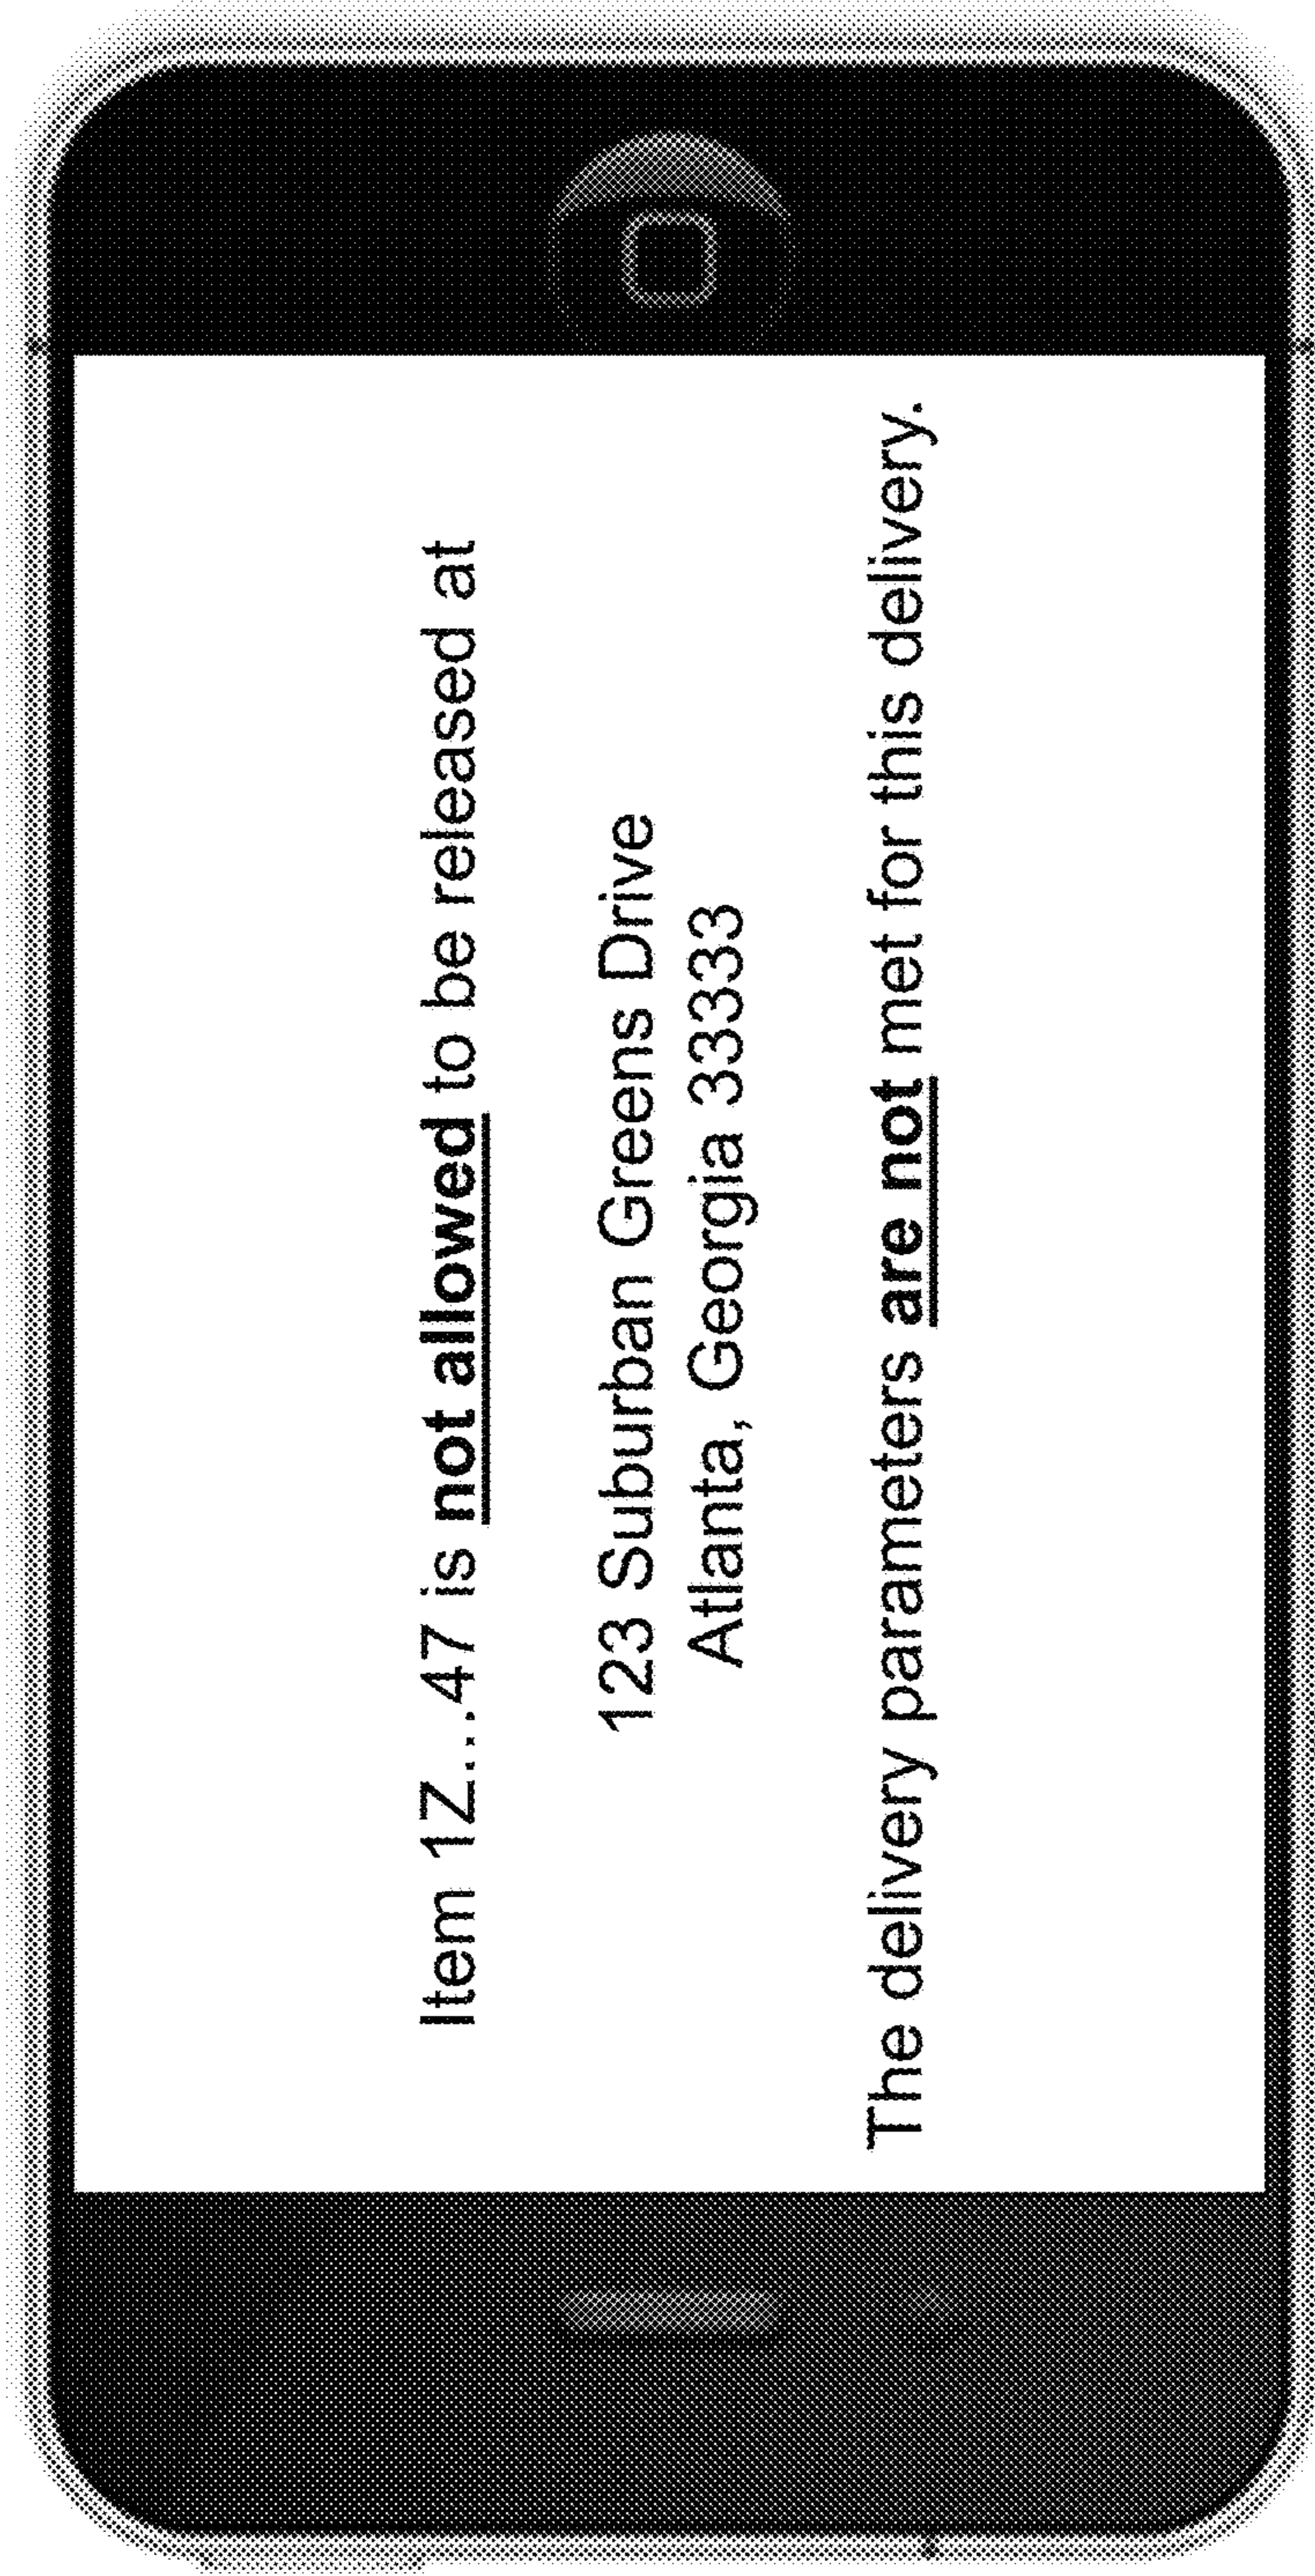 Item 1Z...47 is not allowed to be released at
123 Suburban Greens Drive
Atlanta, Georgia 33333
The delivery parameters are not met for this delivery.